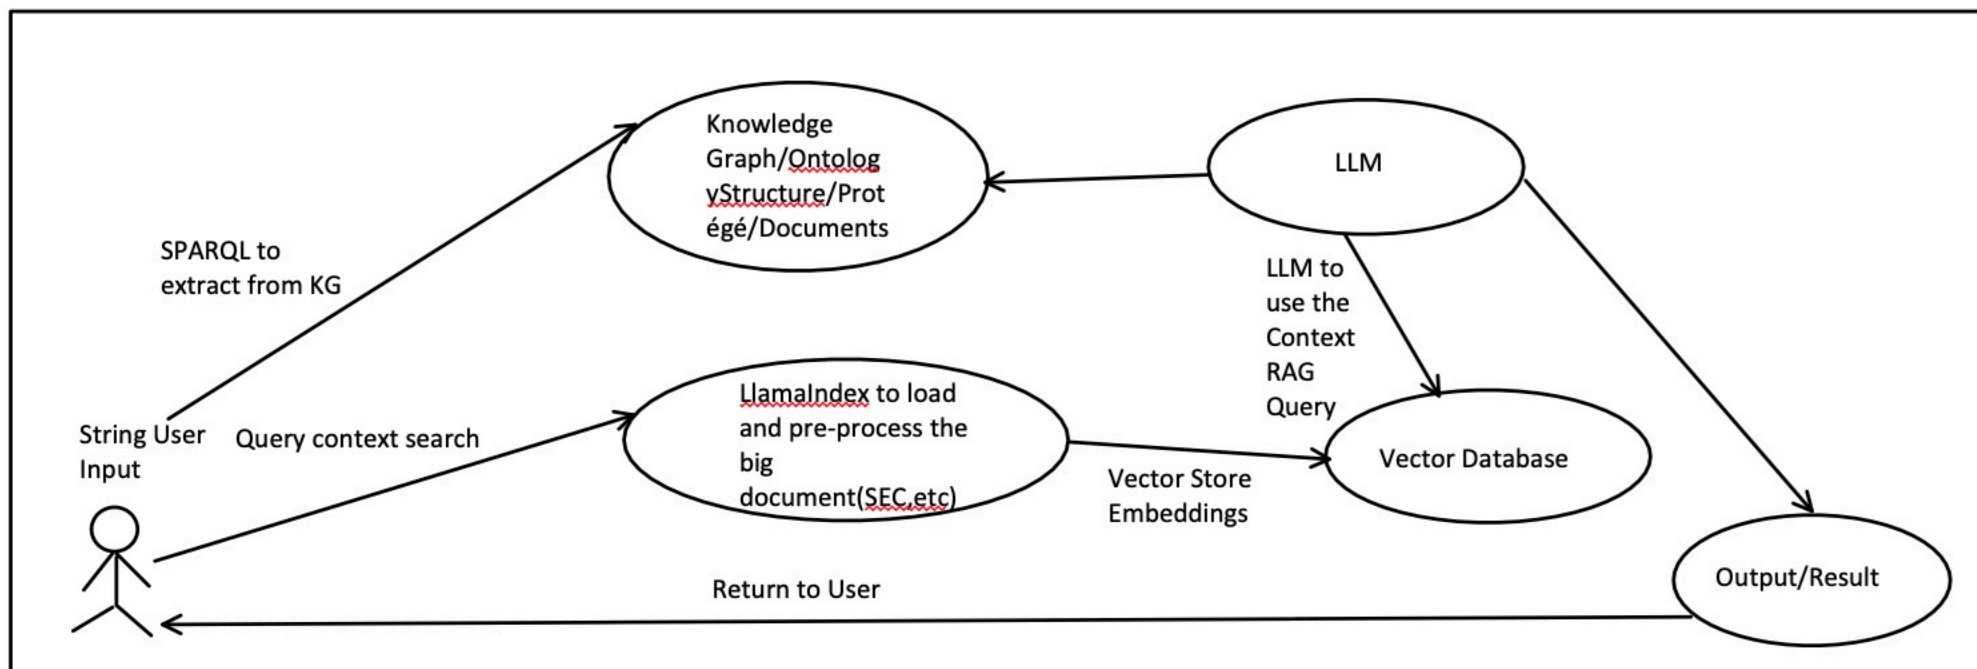 Knowledge
Graph/Ontolog
yStructure/Prot
égé/Documents
LLM
SPARQL to
extract from KG
LLM to
use the
Context
RAG
Query
LlamaIndex to load
and pre-process the
big
document(SEC,etc)
String User
Input
Query context search
Vector Database
Vector Store
Embeddings
Return to User
Output/Result